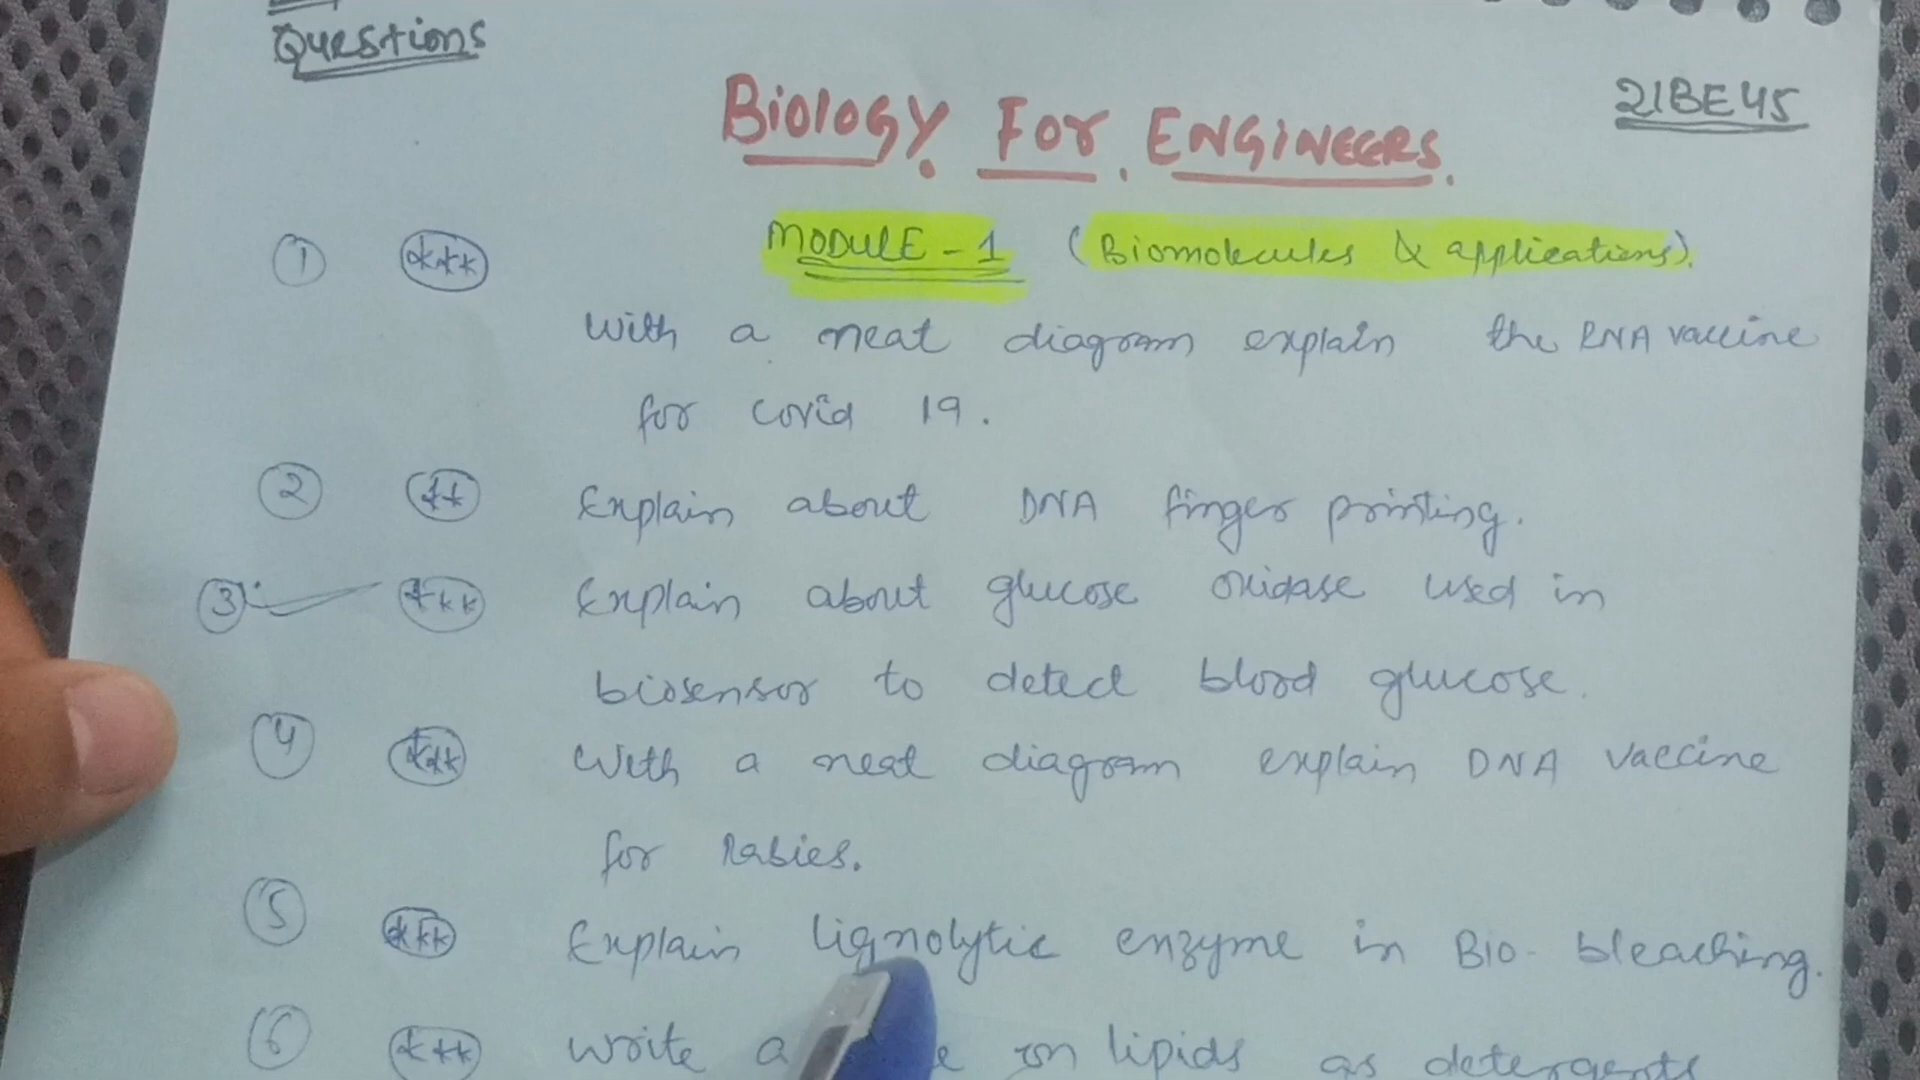 Questions
21BE45
Biology For Engineers.
Module-1 (Biomolecules & applications).
1 ***
With a neat diagram explain the RNA vaccine
for covid 19.
2 ** Explain about DNA finger printing.
3 *** Explain about glucose oxidase used in
biosensor to detect blood glucose.
4 *** With a neat diagram explain DNA vaccine
for Rabies.
5 *** Explain lignolytic enzyme in Bio-bleaching.
6 *** Write a on lipids as detergents